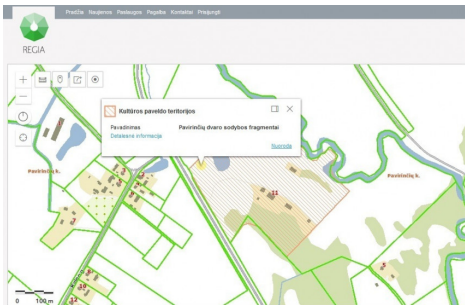 Pradžia Naujienos Paslaugos Pagalba Kontaktai Prisijungti
REGIA
Kultūros paveldo teritorijos
Pavadinimas Pavirinčių dvaro sodybos fragmentai
Detalesnė informacija
Nuoroda
Pavirinčių k.
Pavirinčių k.
11
0 100 m